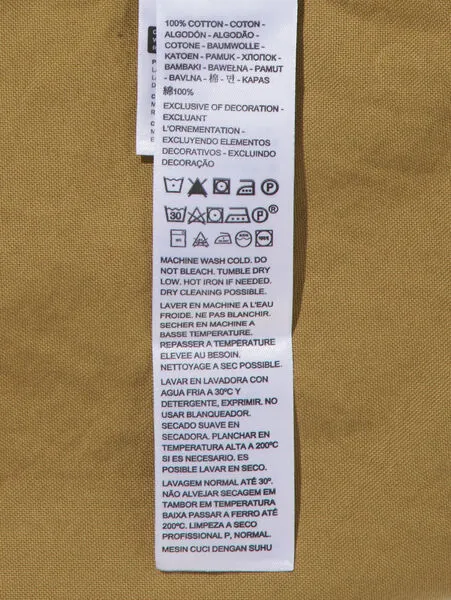 100% COTTON - COTON -
ALGODÓN - ALGODÃO -
COTONE - BAUMWOLLE -
KATOEN - PAMUK - ХЛОПОК -
BAMBAKI - BAWEŁNA - PAMUT
- BAVLNA - 棉 - 면 - KAPAS
綿100%
EXCLUSIVE OF DECORATION -
EXCLUANT
L'ORNEMENTATION -
EXCLUYENDO ELEMENTOS
DECORATIVOS - EXCLUINDO
DECORAÇÃO
P
30 P ®
MACHINE WASH COLD. DO
NOT BLEACH. TUMBLE DRY
LOW. HOT IRON IF NEEDED.
DRY CLEANING POSSIBLE.
LAVER EN MACHINE A L'EAU
FROIDE. NE PAS BLANCHIR.
SECHER EN MACHINE A
BASSE TEMPERATURE.
REPASSER A TEMPERATURE
ELEVEE AU BESOIN.
NETTOYAGE A SEC POSSIBLE.
LAVAR EN LAVADORA CON
AGUA FRIA A 30ºC Y
DETERGENTE, EXPRIMIR. NO
USAR BLANQUEADOR.
SECADO SUAVE EN
SECADORA. PLANCHAR EN
TEMPERATURA ALTA A 200ºC
SI ES NECESARIO. ES
POSIBLE LAVAR EN SECO.
LAVAGEM NORMAL ATÉ 30º.
NÃO ALVEJAR SECAGEM EM
TAMBOR EM TEMPERATURA
BAIXA PASSAR A FERRO ATÉ
200ºC. LIMPEZA A SECO
PROFISSIONAL P, NORMAL.
MESIN CUCI DENGAN SUHU